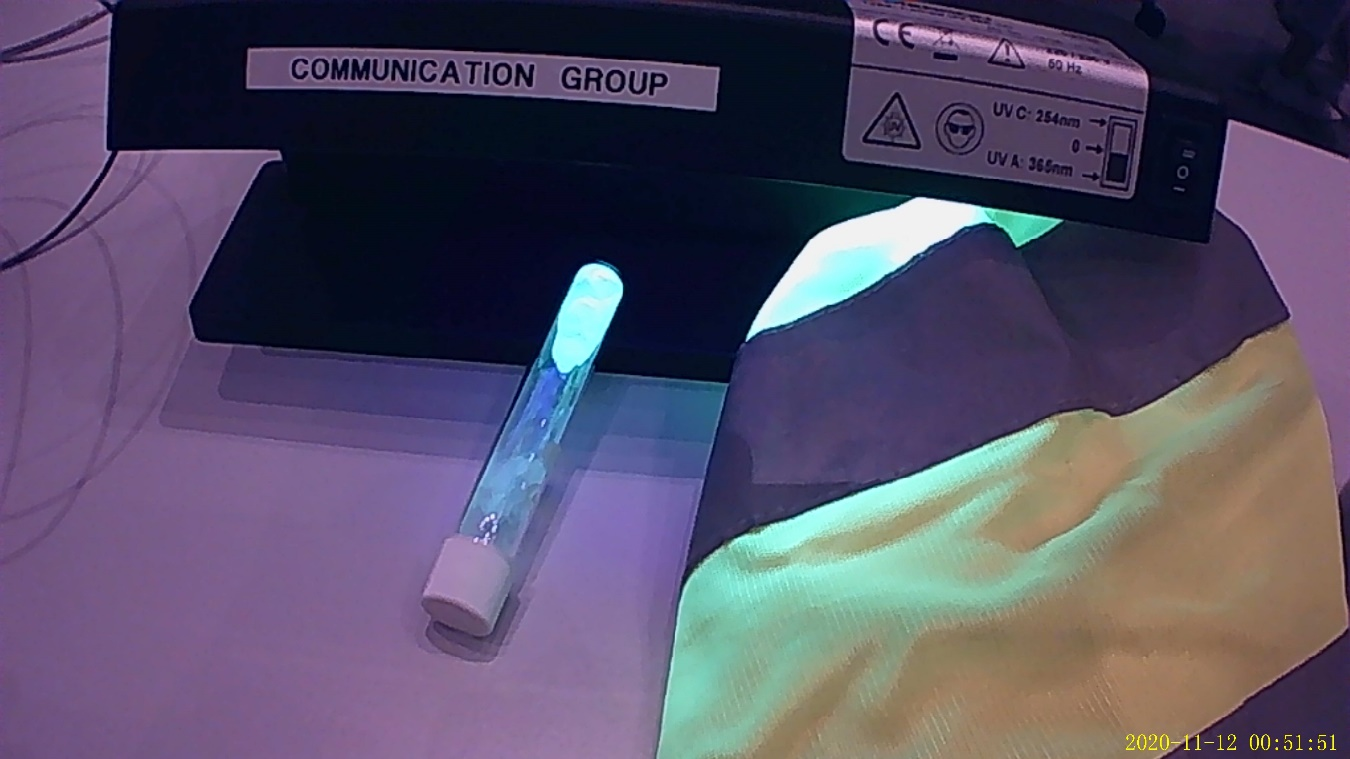 COMMUNICATION GROUP
CE
50 Hz
UV C: 254nm
0
UV A: 365nm
2020-11-12 00:51:51